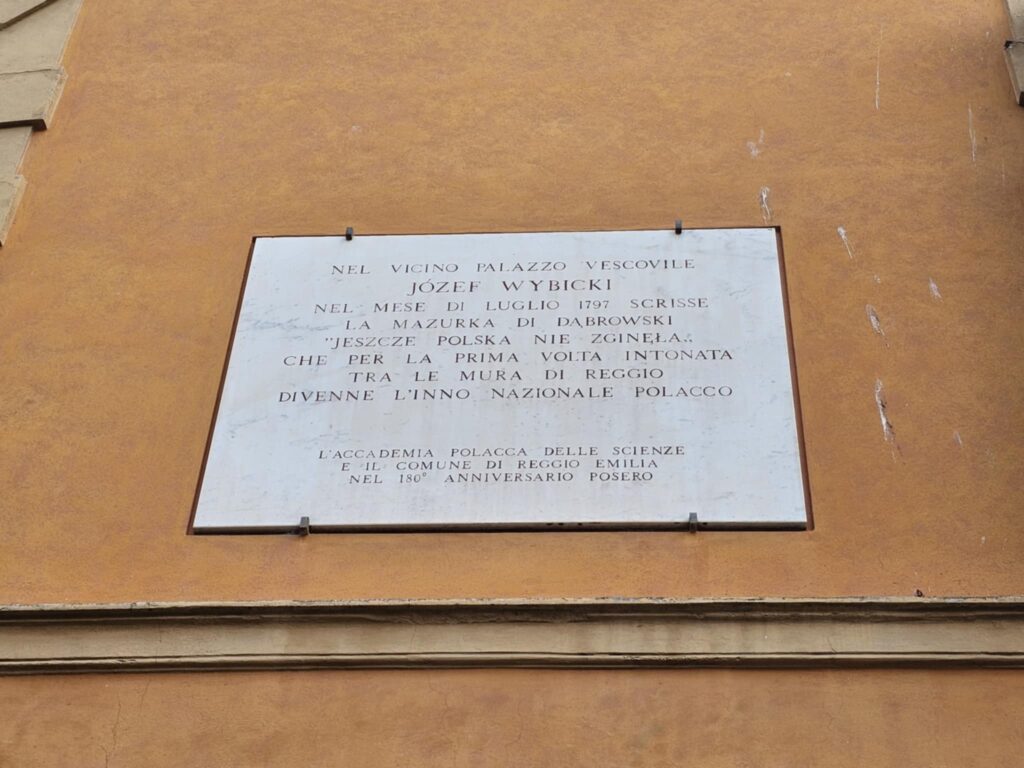 NEL VICINO PALAZZO VESCOVILE
JÓZEF WYBICKI
NEL MESE DI LUGLIO 1797 SCRISSE
LA MAZURKA DI DĄBROWSKI
"JESZCZE POLSKA NIE ZGINĘŁA„
CHE PER LA PRIMA VOLTA INTONATA
TRA LE MURA DI REGGIO
DIVENNE L'INNO NAZIONALE POLACCO
L'ACCADEMIA POLACCA DELLE SCIENZE
E IL COMUNE DI REGGIO EMILIA
NEL 180° ANNIVERSARIO POSERO